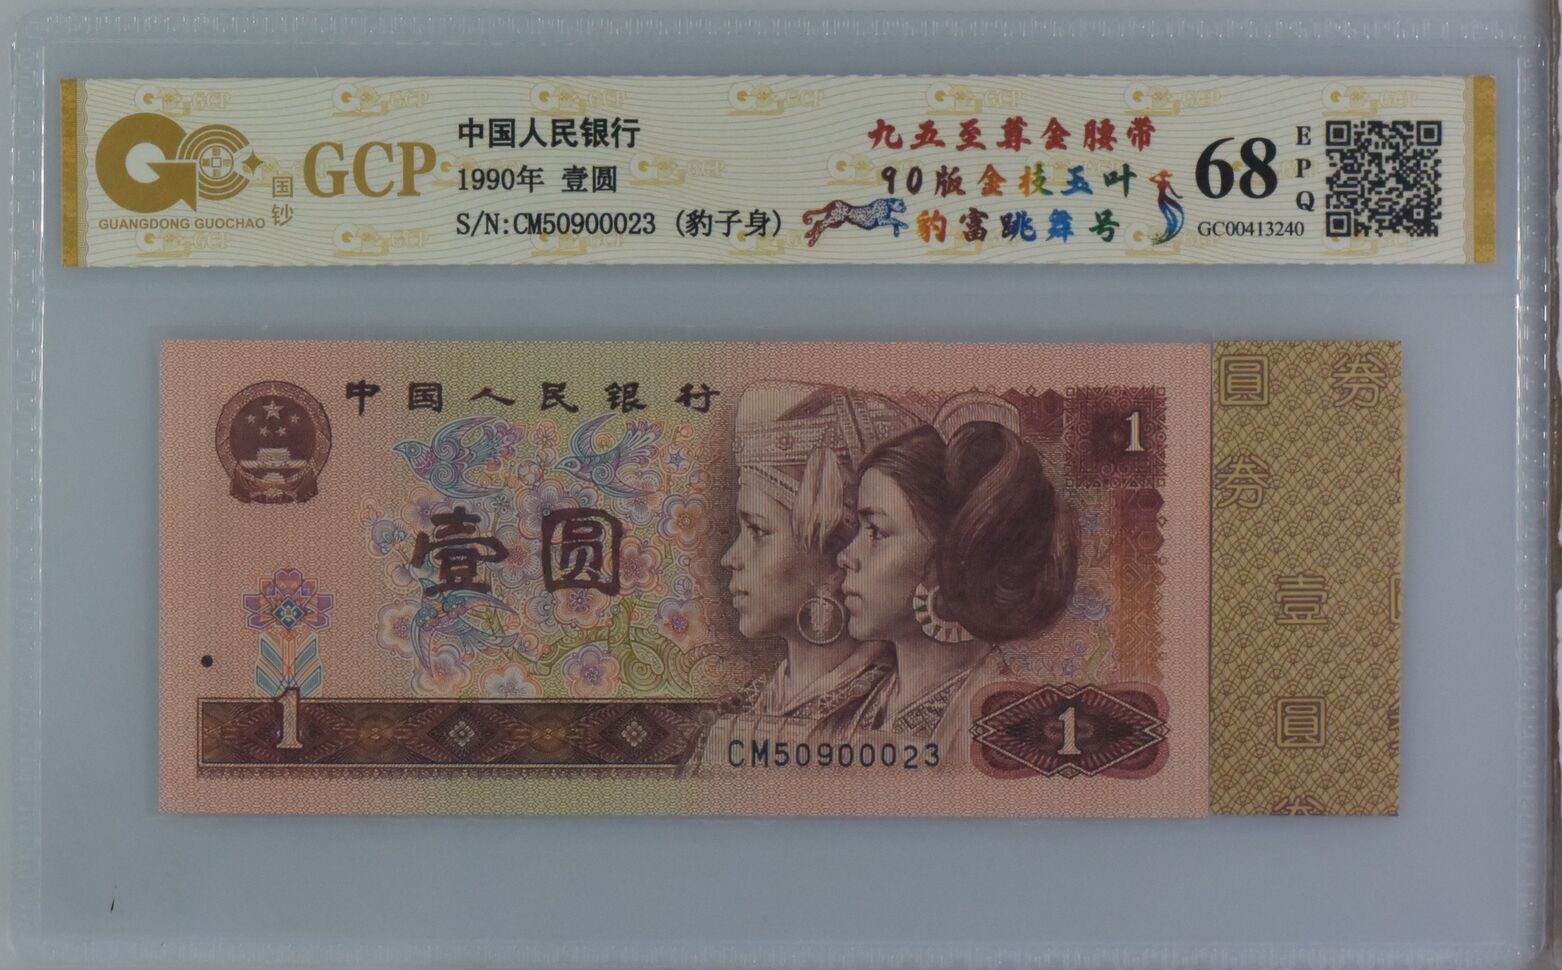 GCP
国钞
GUANGDONG GUOCHAO
中国人民银行
1990年 壹圆
S/N:CM50900023 (豹子身)
九五至尊金腰带
90版金枝玉叶
豹富跳舞号
68
EPQ
GC00413240
中国人民银行
1
壹圆
1
CM50900023
1
圓 券
券
壹
圓